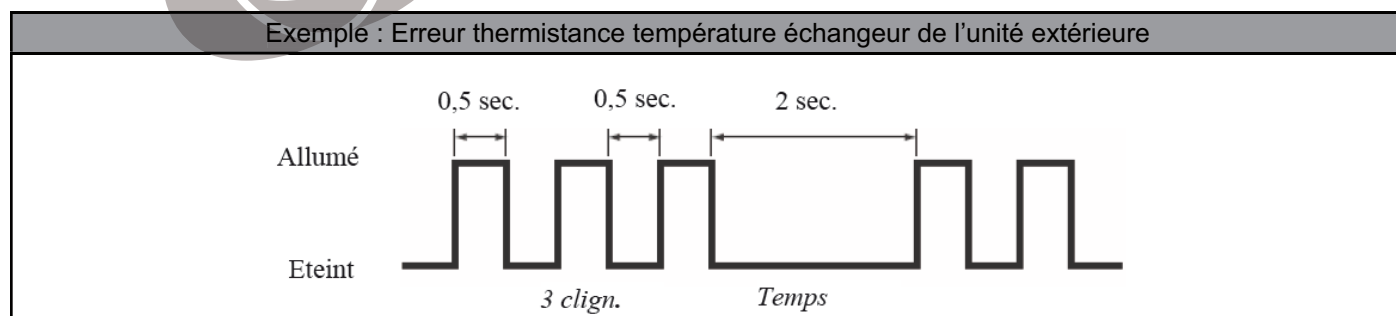 Exemple : Erreur thermistance température échangeur de l’unité extérieure
0,5 sec. 0,5 sec. 2 sec.
Allumé
Eteint
3 clign. Temps